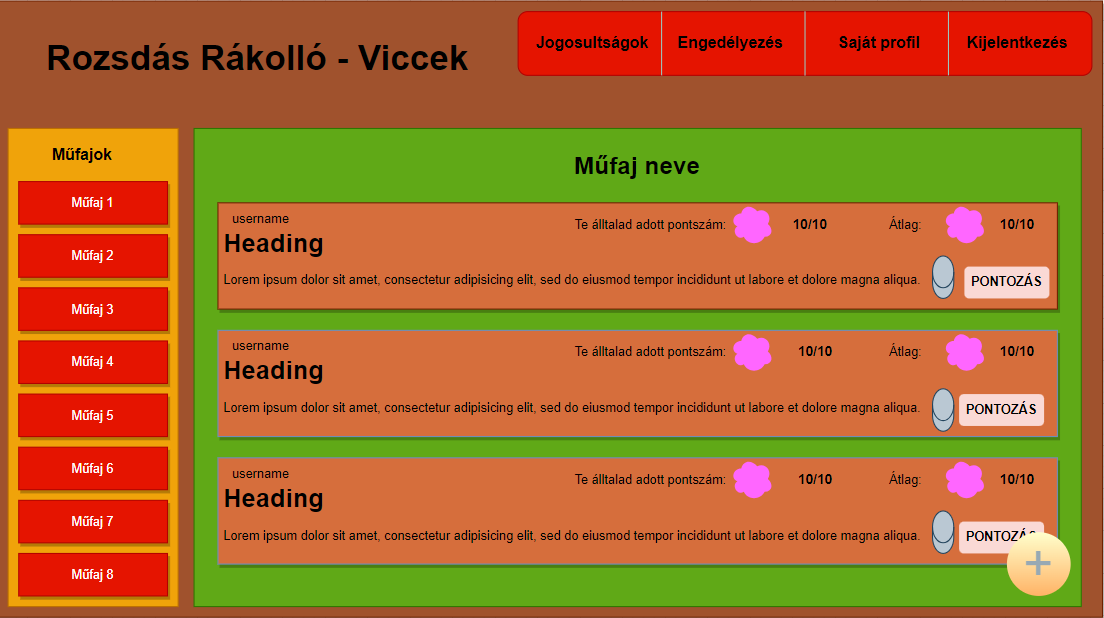 Rozsdás Rákolló - Viccek
Jogosultságok
Engedélyezés
Saját profil
Kijelentkezés
Műfajok
Műfaj 1
Műfaj 2
Műfaj 3
Műfaj 4
Műfaj 5
Műfaj 6
Műfaj 7
Műfaj 8
Műfaj neve
username
Te álltalad adott pontszám: 10/10 Átlag: 10/10
Heading
Lorem ipsum dolor sit amet, consectetur adipisicing elit, sed do eiusmod tempor incididunt ut labore et dolore magna aliqua.
PONTOZÁS
username
Te álltalad adott pontszám: 10/10 Átlag: 10/10
Heading
Lorem ipsum dolor sit amet, consectetur adipisicing elit, sed do eiusmod tempor incididunt ut labore et dolore magna aliqua.
PONTOZÁS
username
Te álltalad adott pontszám: 10/10 Átlag: 10/10
Heading
Lorem ipsum dolor sit amet, consectetur adipisicing elit, sed do eiusmod tempor incididunt ut labore et dolore magna aliqua.
PONTOZÁS
+